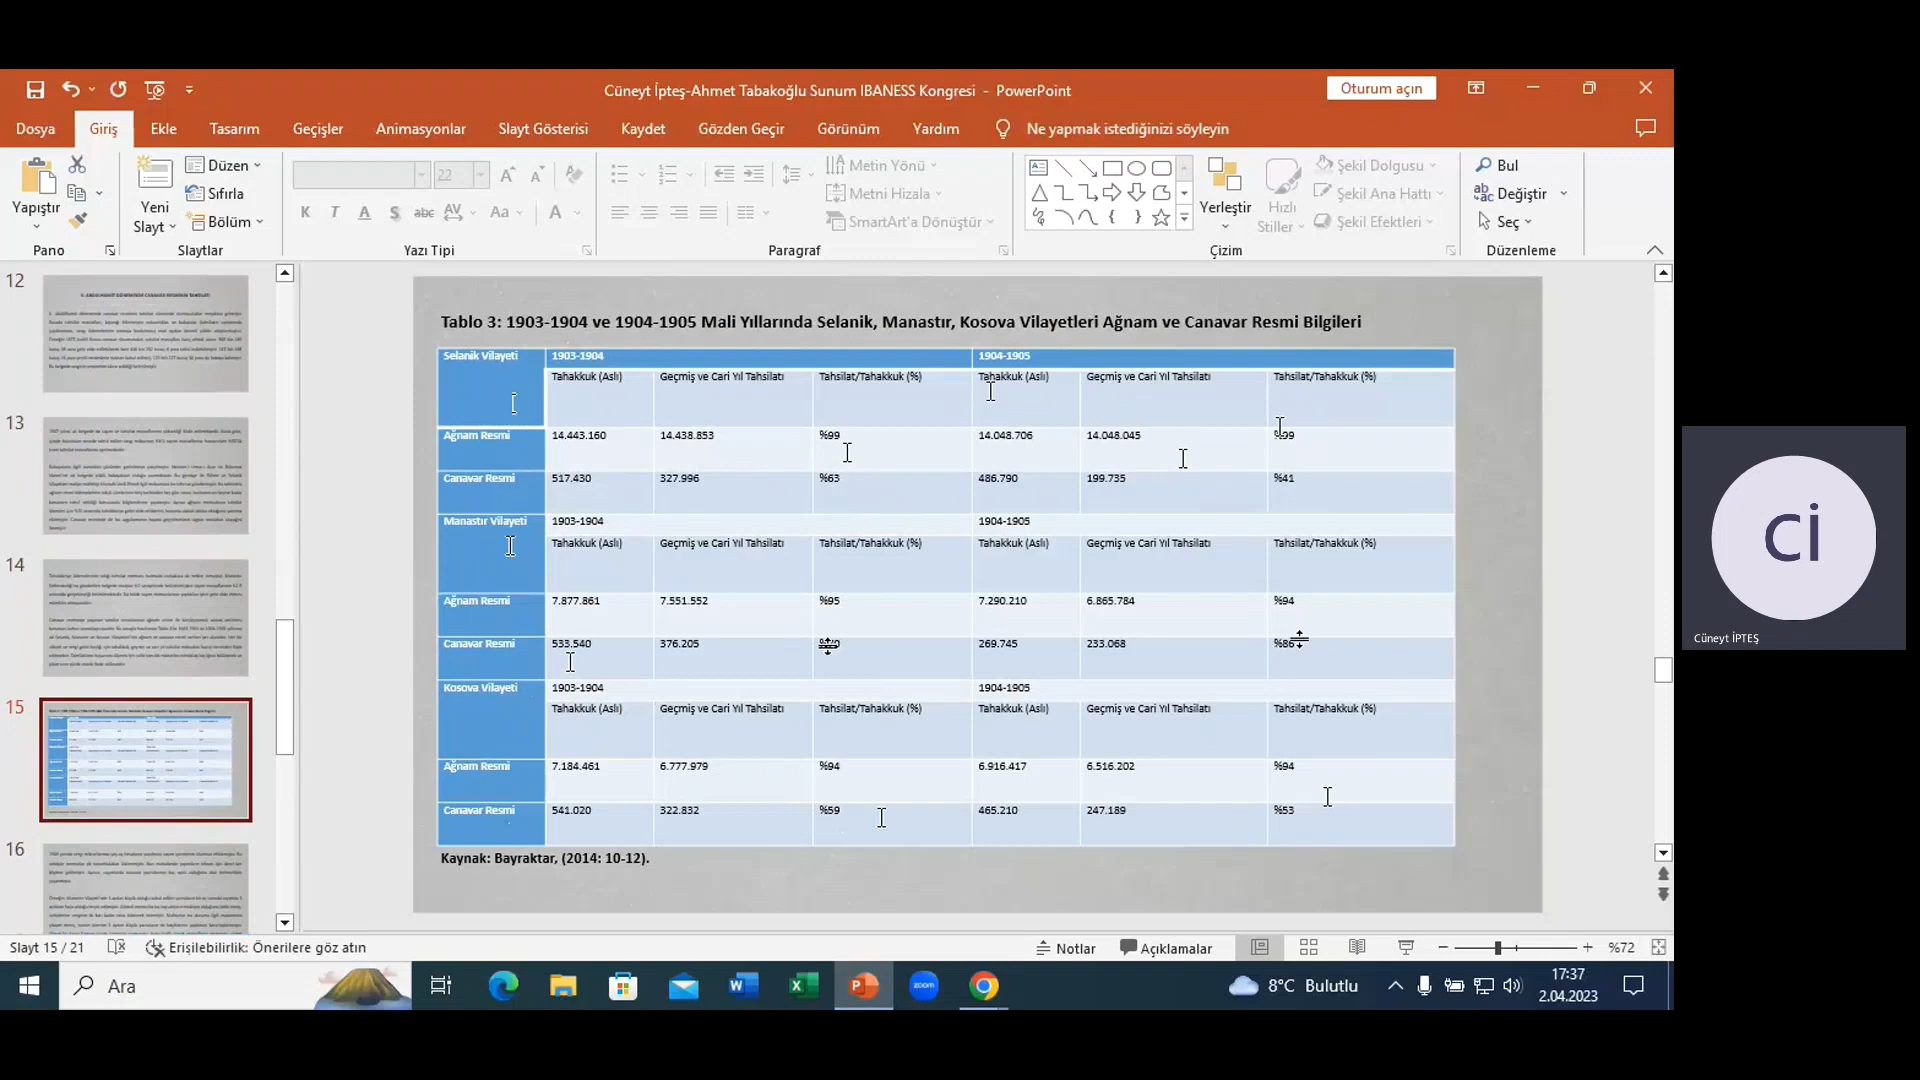 Cüneyt İpteş-Ahmet Tabakoğlu Sunum IBANESS Kongresi - PowerPoint
Oturum açın
Dosya Giriş Ekle Tasarım Geçişler Animasyonlar Slayt Gösterisi Kaydet Gözden Geçir Görünüm Yardım Ne yapmak istediğinizi söyleyin
Yapıştır
Pano
Yeni Slayt
Düzen
Sıfırla
Bölüm
Slaytlar
22
K T A S abc AV Aa A
Yazı Tipi
Metin Yönü
Metni Hizala
SmartArt'a Dönüştür
Paragraf
Yerleştir
Hızlı Stiller
Şekil Dolgusu
Şekil Ana Hattı
Şekil Efektleri
Çizim
Bul
Değiştir
Seç
Düzenleme
12
13
14
15
16
Tablo 3: 1903-1904 ve 1904-1905 Mali Yıllarında Selanik, Manastır, Kosova Vilayetleri Ağnam ve Canavar Resmi Bilgileri
Selanik Vilayeti 1903-1904 1904-1905
Tahakkuk (Aslı) Geçmiş ve Cari Yıl Tahsilatı Tahsilat/Tahakkuk (%) Tahakkuk (Aslı) Geçmiş ve Cari Yıl Tahsilatı Tahsilat/Tahakkuk (%)
Ağnam Resmi 14.443.160 14.438.853 %99 14.048.706 14.048.045 %99
Canavar Resmi 517.430 327.996 %63 486.790 199.735 %41
Manastır Vilayeti 1903-1904 1904-1905
Tahakkuk (Aslı) Geçmiş ve Cari Yıl Tahsilatı Tahsilat/Tahakkuk (%) Tahakkuk (Aslı) Geçmiş ve Cari Yıl Tahsilatı Tahsilat/Tahakkuk (%)
Ağnam Resmi 7.877.861 7.551.552 %95 7.290.210 6.865.784 %94
Canavar Resmi 533.540 376.205 269.745 233.068 %86
Kosova Vilayeti 1903-1904 1904-1905
Tahakkuk (Aslı) Geçmiş ve Cari Yıl Tahsilatı Tahsilat/Tahakkuk (%) Tahakkuk (Aslı) Geçmiş ve Cari Yıl Tahsilatı Tahsilat/Tahakkuk (%)
Ağnam Resmi 7.184.461 6.777.979 %94 6.916.417 6.516.202 %94
Canavar Resmi 541.020 322.832 %59 465.210 247.189 %53
Kaynak: Bayraktar, (2014: 10-12).
Cİ
Cüneyt İPTEŞ
Slayt 15 / 21 Erişilebilirlik: Önerilere göz atın Notlar Açıklamalar %72
Ara
zoom
8°C Bulutlu
17:37
2.04.2023